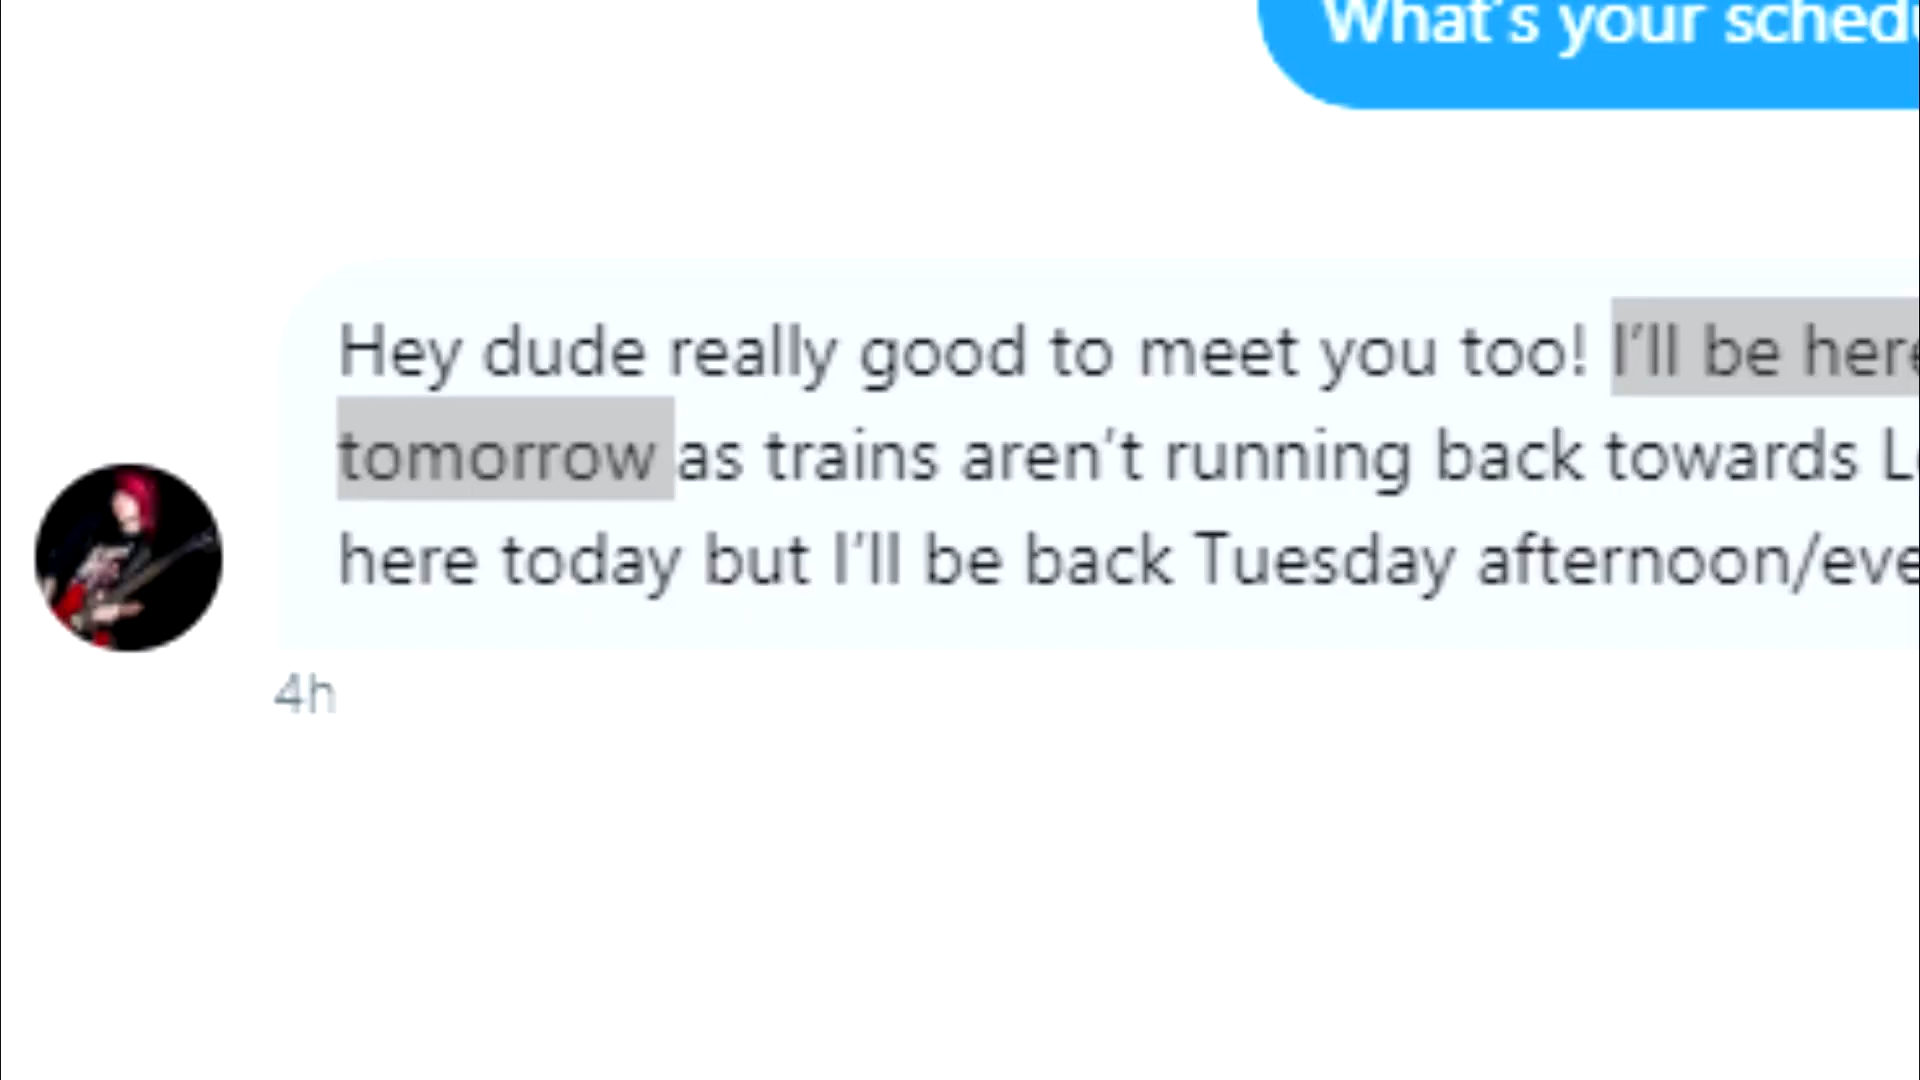 What's your
Hey dude really good to meet you too! I'll be here
tomorrow as trains aren't running back towards
here today but I'll be back Tuesday
4h